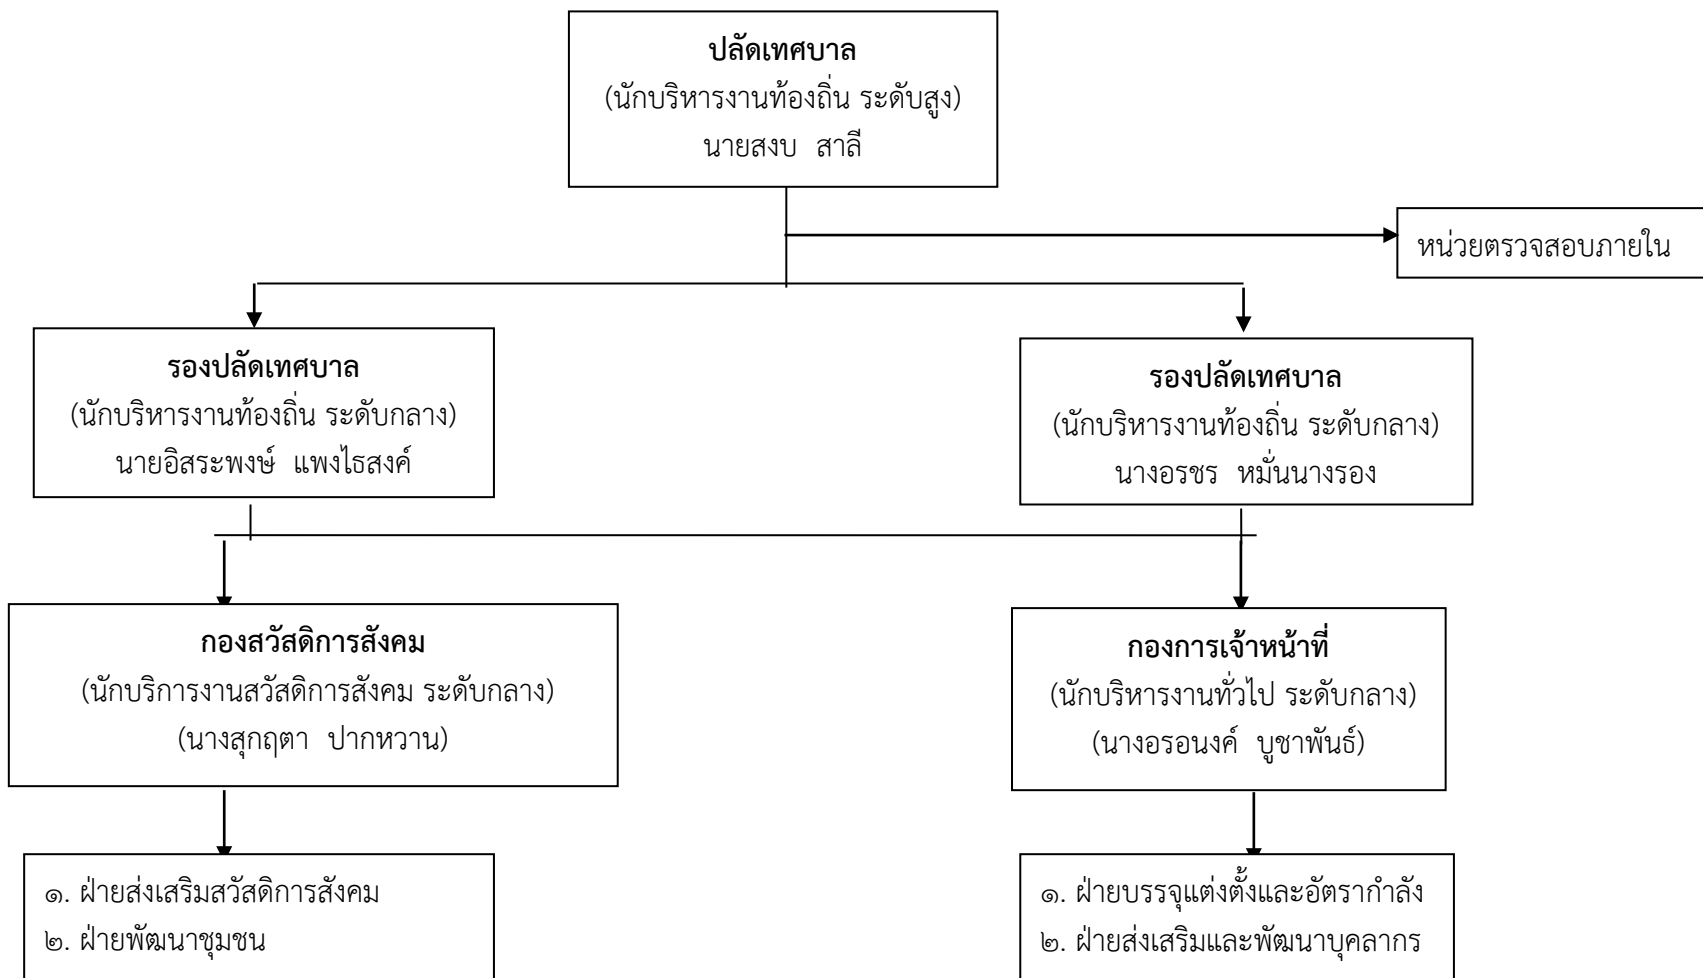 ปลัดเทศบาล
(นักบริหารงานท้องถิ่น ระดับสูง)
นายสงบ สาลี
หน่วยตรวจสอบภายใน
รองปลัดเทศบาล
(นักบริหารงานท้องถิ่น ระดับกลาง)
นายอิสระพงษ์ แพงไธสงค์
รองปลัดเทศบาล
(นักบริหารงานท้องถิ่น ระดับกลาง)
นางอรชร หมั่นนางรอง
กองสวัสดิการสังคม
(นักบริการงานสวัสดิการสังคม ระดับกลาง)
(นางสุกฤตา ปากหวาน)
กองการเจ้าหน้าที่
(นักบริหารงานทั่วไป ระดับกลาง)
(นางอรอนงค์ บูชาพันธ์)
๑. ฝ่ายส่งเสริมสวัสดิการสังคม
๒. ฝ่ายพัฒนาชุมชน
๑. ฝ่ายบรรจุแต่งตั้งและอัตรากำลัง
๒. ฝ่ายส่งเสริมและพัฒนาบุคลากร